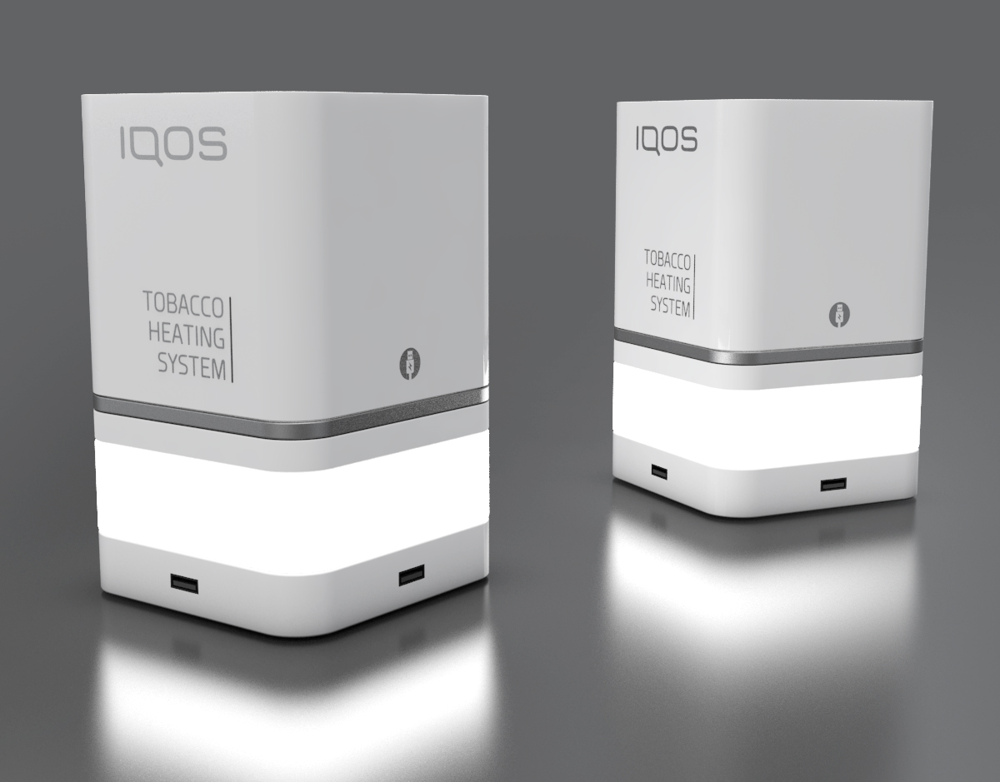 IQOS
TOBACCO
HEATING
SYSTEM
IQOS
TOBACCO
HEATING
SYSTEM